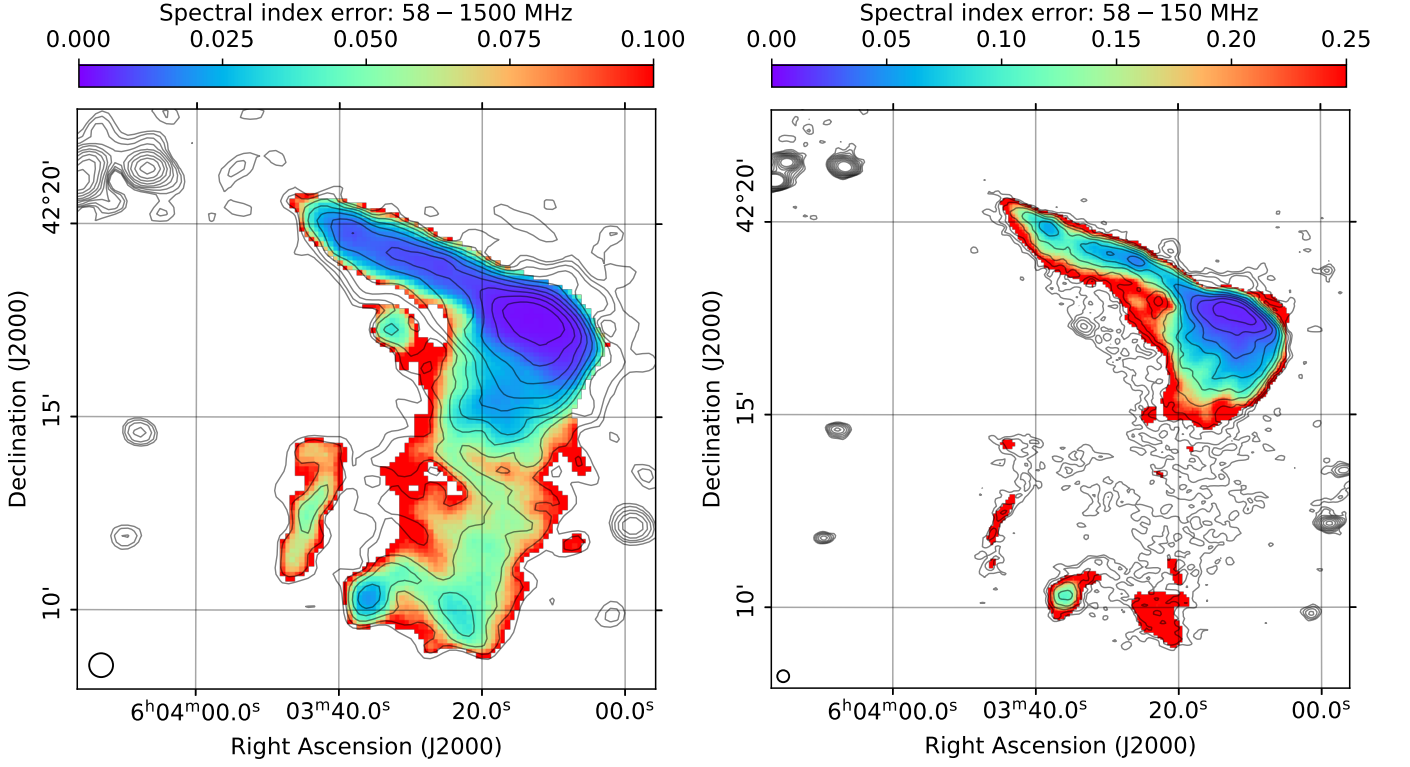 Spectral index error: 58 − 1500 MHz
0.000 0.025 0.050 0.075 0.100
42°20'
15'
10'
Declination (J2000)
6ʰ04ᵐ00.0ˢ 03ᵐ40.0ˢ 20.0ˢ 00.0ˢ
Right Ascension (J2000)
Spectral index error: 58 − 150 MHz
0.00 0.05 0.10 0.15 0.20 0.25
42°20'
15'
10'
Declination (J2000)
6ʰ04ᵐ00.0ˢ 03ᵐ40.0ˢ 20.0ˢ 00.0ˢ
Right Ascension (J2000)